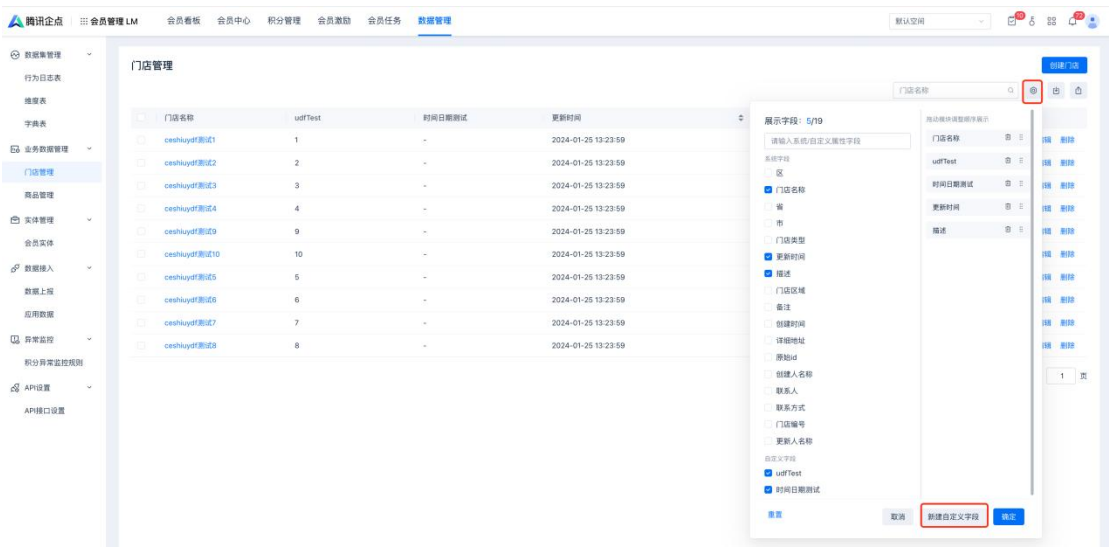 腾讯企点 会员管理 LM 会员看板 会员中心 积分管理 会员激励 会员任务 数据管理 默认空间 10 77
数据集管理
行为日志表
维度表
字典表
业务数据管理
门店管理
商品管理
实体管理
会员实体
数据接入
数据上报
应用数据
异常监控
积分异常监控规则
API设置
API接口设置
门店管理 创建门店
门店名称
门店名称 udfTest 时间日期测试 更新时间
ceshiuydf测试1 1 - 2024-01-25 13:23:59 删除
ceshiuydf测试2 2 - 2024-01-25 13:23:59 删除
ceshiuydf测试3 3 - 2024-01-25 13:23:59 删除
ceshiuydf测试4 4 - 2024-01-25 13:23:59 删除
ceshiuydf测试9 9 - 2024-01-25 13:23:59 删除
ceshiuydf测试10 10 - 2024-01-25 13:23:59 删除
ceshiuydf测试5 5 - 2024-01-25 13:23:59 删除
ceshiuydf测试6 6 - 2024-01-25 13:23:59 删除
ceshiuydf测试7 7 - 2024-01-25 13:23:59 删除
ceshiuydf测试8 8 - 2024-01-25 13:23:59 删除
1 页
展示字段：5/19
请输入系统/自定义属性字段
系统字段
区
门店名称
省
市
门店类型
更新时间
描述
门店区域
备注
创建时间
详细地址
原始id
创建人名称
联系人
联系方式
门店编号
更新人名称
自定义字段
udfTest
时间日期测试
拖动模块调整顺序展示
门店名称
udfTest
时间日期测试
更新时间
描述
重置 取消 新建自定义字段 确定